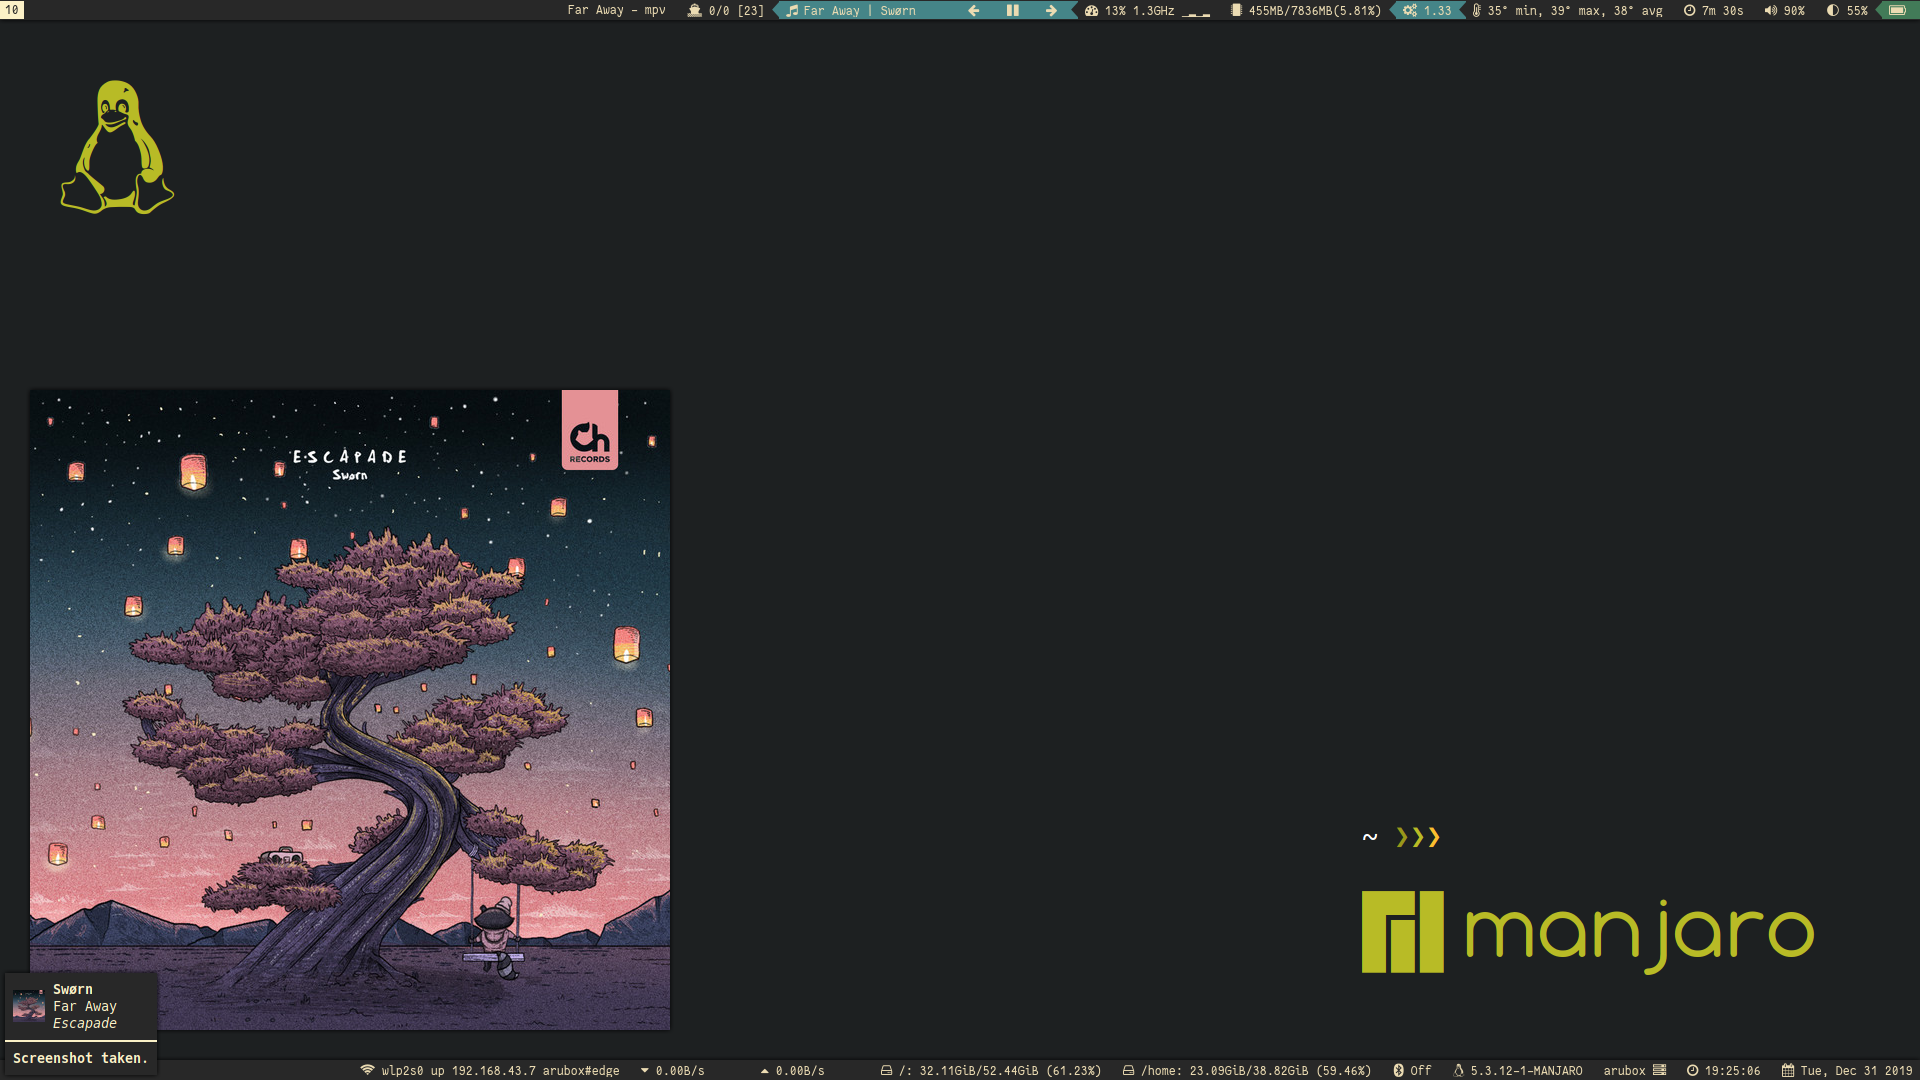 10
Far Away - mpv
0/0 [23]
Far Away | Swørn
13% 1.3GHz
455MB/7836MB(5.81%)
1.33
35° min, 39° max, 38° avg
7m 30s
90%
55%
ESCAPADE
Swørn
Ch
RECORDS
~ ❯❯❯
manjaro
Swørn
Far Away
Escapade
Screenshot taken.
wlp2s0 up 192.168.43.7 arubox#edge
0.00B/s
0.00B/s
/: 32.11GiB/52.44GiB (61.23%)
/home: 23.09GiB/38.82GiB (59.46%)
Off
5.3.12-1-MANJARO
arubox
19:25:06
Tue, Dec 31 2019